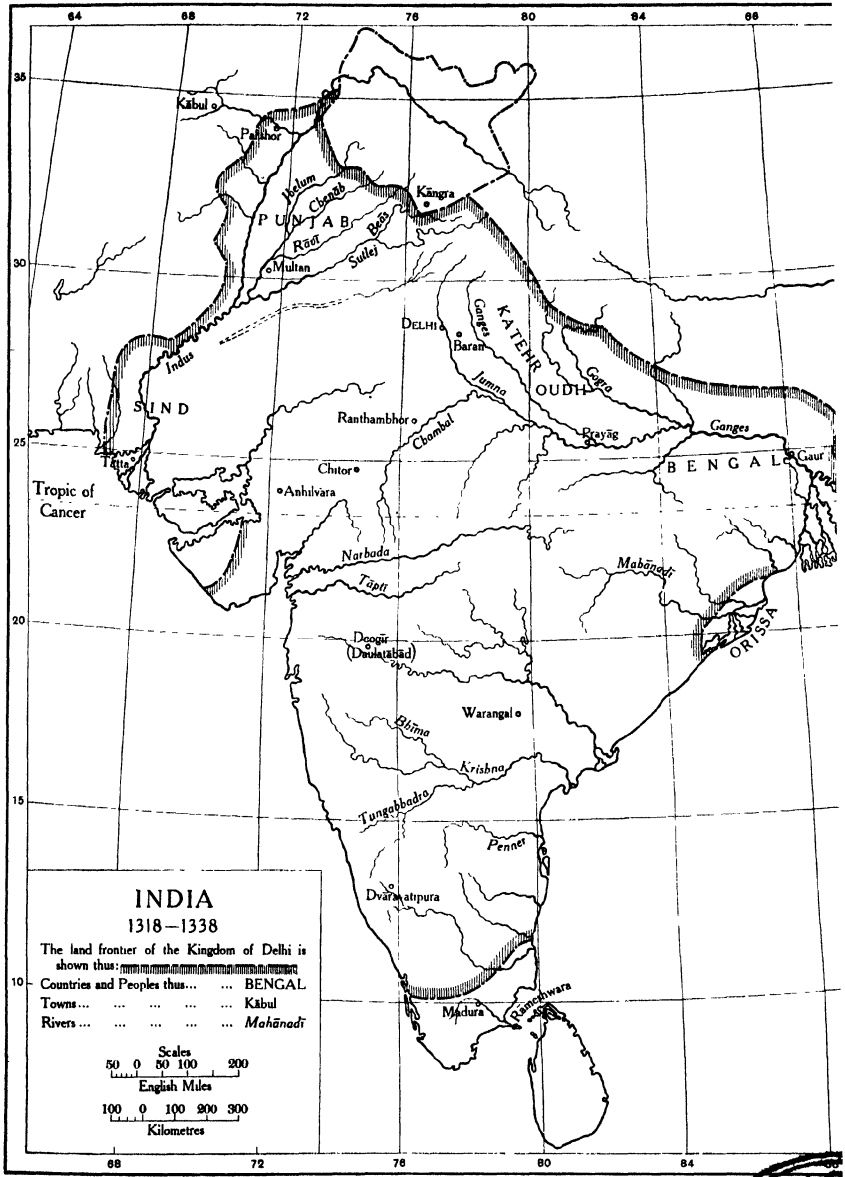 64 68 72 76 80 84 88
35
Kābul
Parshor
Jhelum
Chenāb
Kāngra
PUNJAB
Rāvī
Beās
Sutlej
Multan
30
DELHI
Baran
Ganges
KATEHR
Indus
Jumna
OUDH
Gogra
SIND
Ranthambhor
Chambal
Prayāg
Ganges
25
Tatta
Chitor
BENGAL
Gaur
Tropic of
Cancer
Anhilvara
Narbada
Tāptī
Mahānadī
20
Deogīr
(Daulatābād)
ORISSA
Warangal
Bhīma
Krishna
15
Tungabhadra
Penner
Dvāravatīpura
10
Madura
Rāmeshwara
INDIA
1318–1338
The land frontier of the Kingdom of Delhi is
shown thus:
Countries and Peoples thus... ... BENGAL
Towns... ... ... ... ... Kābul
Rivers... ... ... ... ... Mahānadī
Scales
50 0 50 100 200
English Miles
100 0 100 200 300
Kilometres
68 72 76 80 84 88